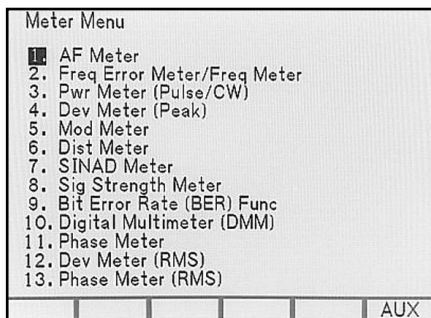 Meter Menu
1. AF Meter
2. Freq Error Meter/Freq Meter
3. Pwr Meter (Pulse/CW)
4. Dev Meter (Peak)
5. Mod Meter
6. Dist Meter
7. SINAD Meter
8. Sig Strength Meter
9. Bit Error Rate (BER) Func
10. Digital Multimeter (DMM)
11. Phase Meter
12. Dev Meter (RMS)
13. Phase Meter (RMS)
AUX